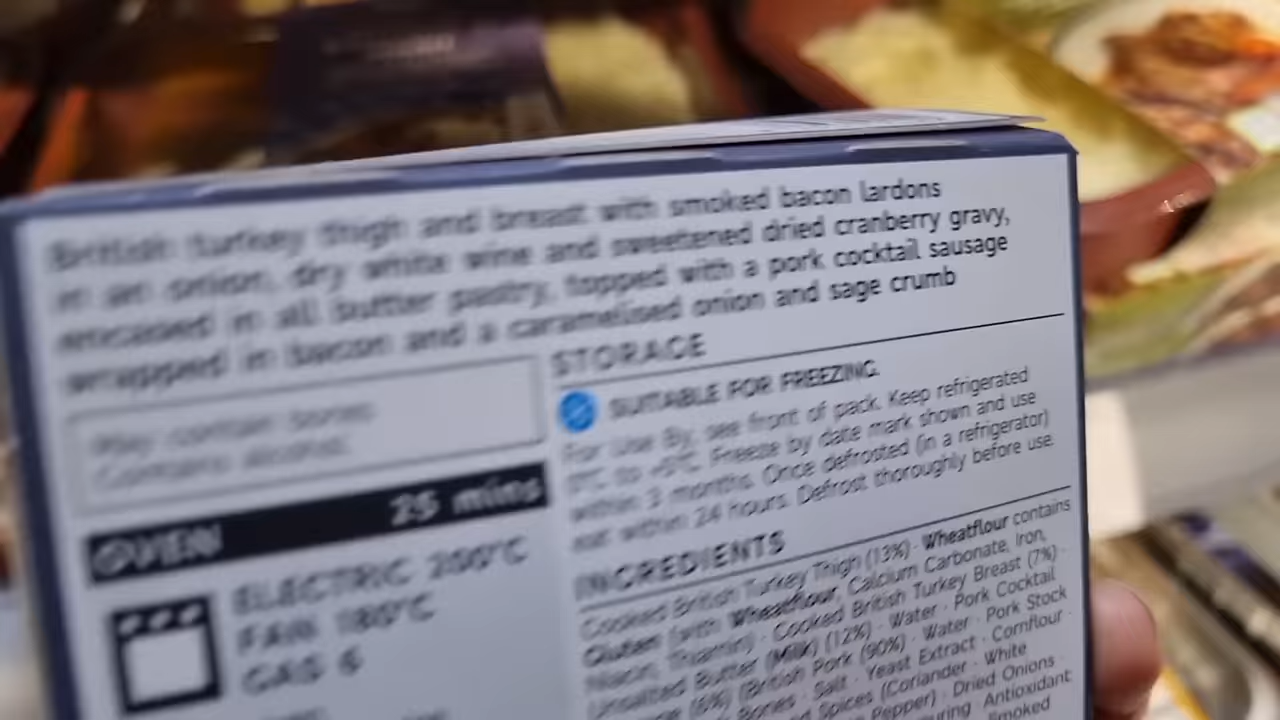 British turkey thigh and breast with smoked bacon lardons
in an onion, dry white wine and sweetened dried cranberry gravy,
encased in all butter pastry, topped with a pork cocktail sausage
wrapped in bacon and a caramelised onion and sage crumb
May contain bones
Contains alcohol
OVEN 25 mins
ELECTRIC 200°C
FAN 180°C
GAS 6
STORAGE
SUITABLE FOR FREEZING.
For Use By, see front of pack. Keep refrigerated
0°C to +5°C. Freeze by date mark shown and use
within 3 months. Once defrosted (in a refrigerator)
eat within 24 hours. Defrost thoroughly before use.
INGREDIENTS
Cooked British Turkey Thigh (13%) · Wheatflour contains
Gluten (with Wheatflour, Calcium Carbonate, Iron,
Niacin, Thiamin) · Cooked British Turkey Breast (7%) ·
Unsalted Butter (Milk) (12%) · Water · Pork Cocktail
(6%) (British Pork (90%) · Water · Pork Stock
Bones · Salt · Yeast Extract · Cornflour ·
Spices (Coriander · White
Pepper) · Dried Onions ·
Antioxidant:
Smoked